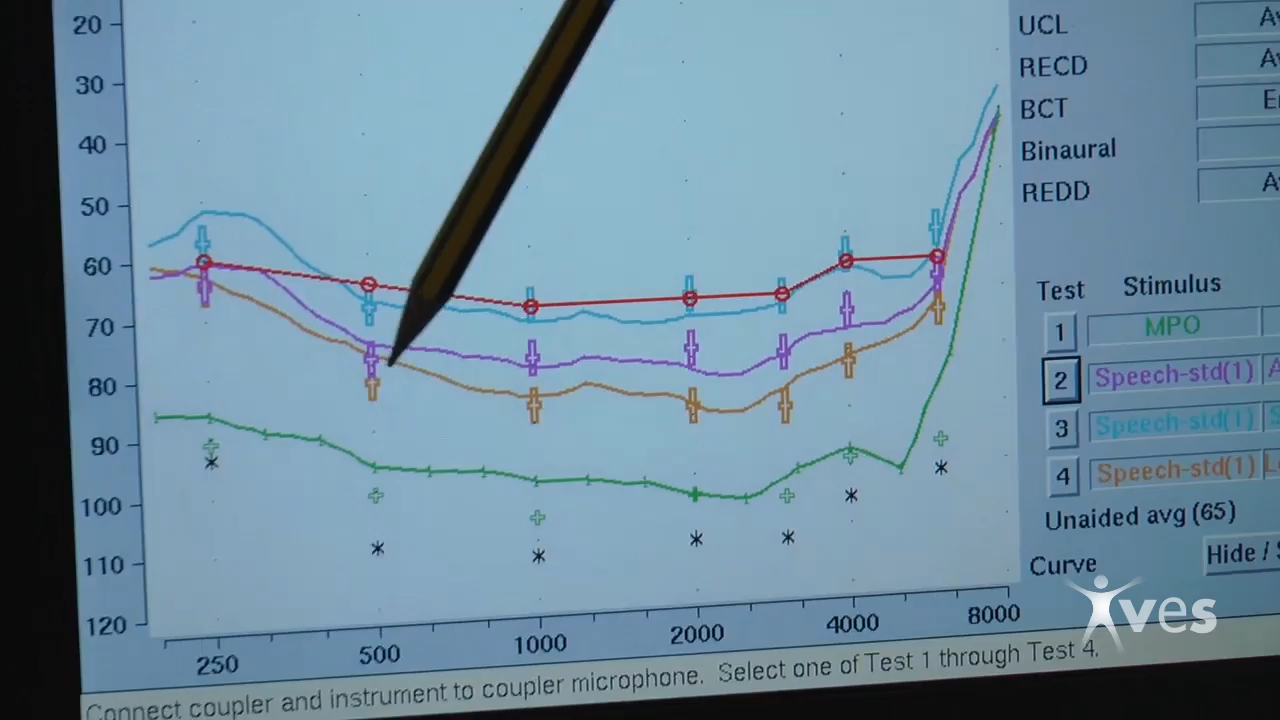 20
30
40
50
60
70
80
90
100
110
120
250
500
1000
2000
4000
8000
UCL
RECD
BCT
Binaural
REDD
Test Stimulus
1 MPO
2 Speech-std(1)
3 Speech-std(1)
4 Speech-std(1)
Unaided avg (65)
Curve Hide /
ves
Connect coupler and instrument to coupler microphone. Select one of Test 1 through Test 4.